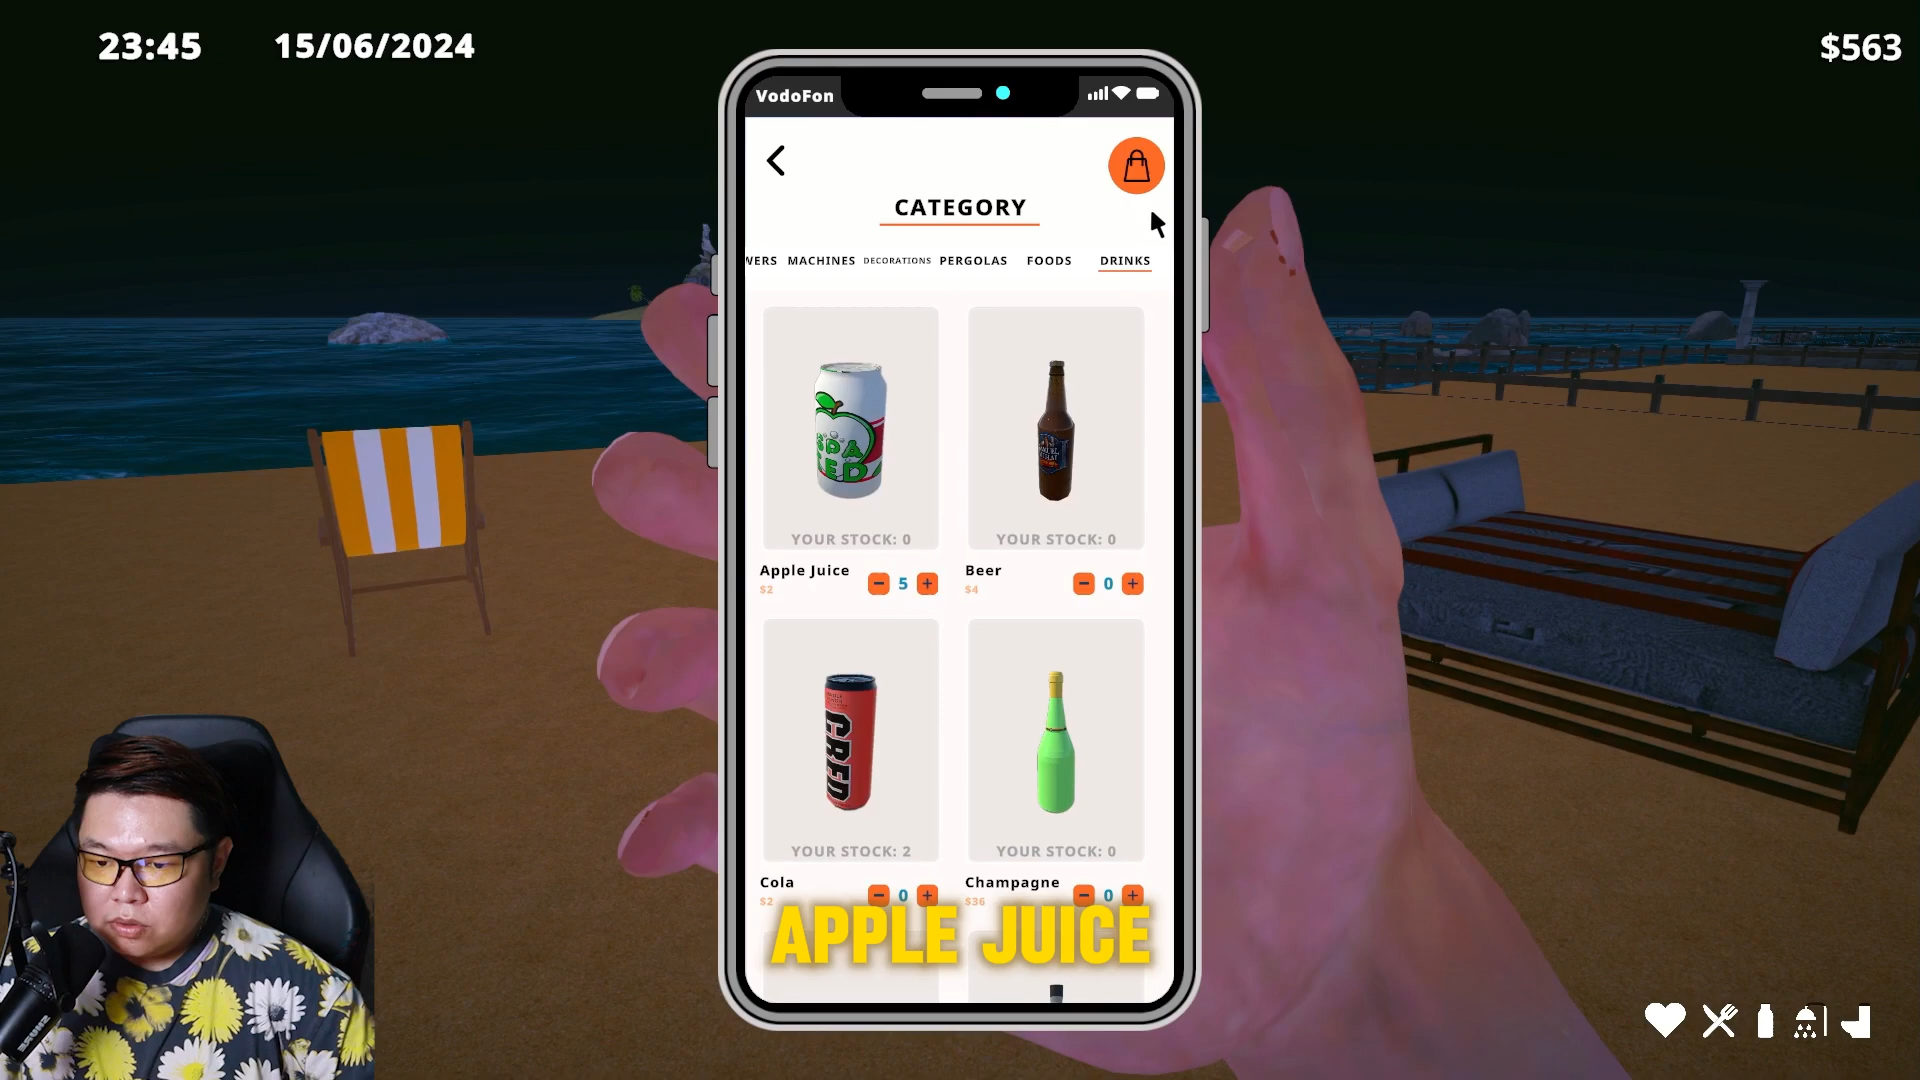 23:45 15/06/2024
$563
VodoFon
CATEGORY
WERS MACHINES DECORATIONS PERGOLAS FOODS DRINKS
YOUR STOCK: 0
YOUR STOCK: 0
Apple Juice
$2
- 5 +
Beer
$4
- 0 +
CRED
YOUR STOCK: 2
YOUR STOCK: 0
Cola
$2
- 0 +
Champagne
$36
- 0 +
APPLE JUICE